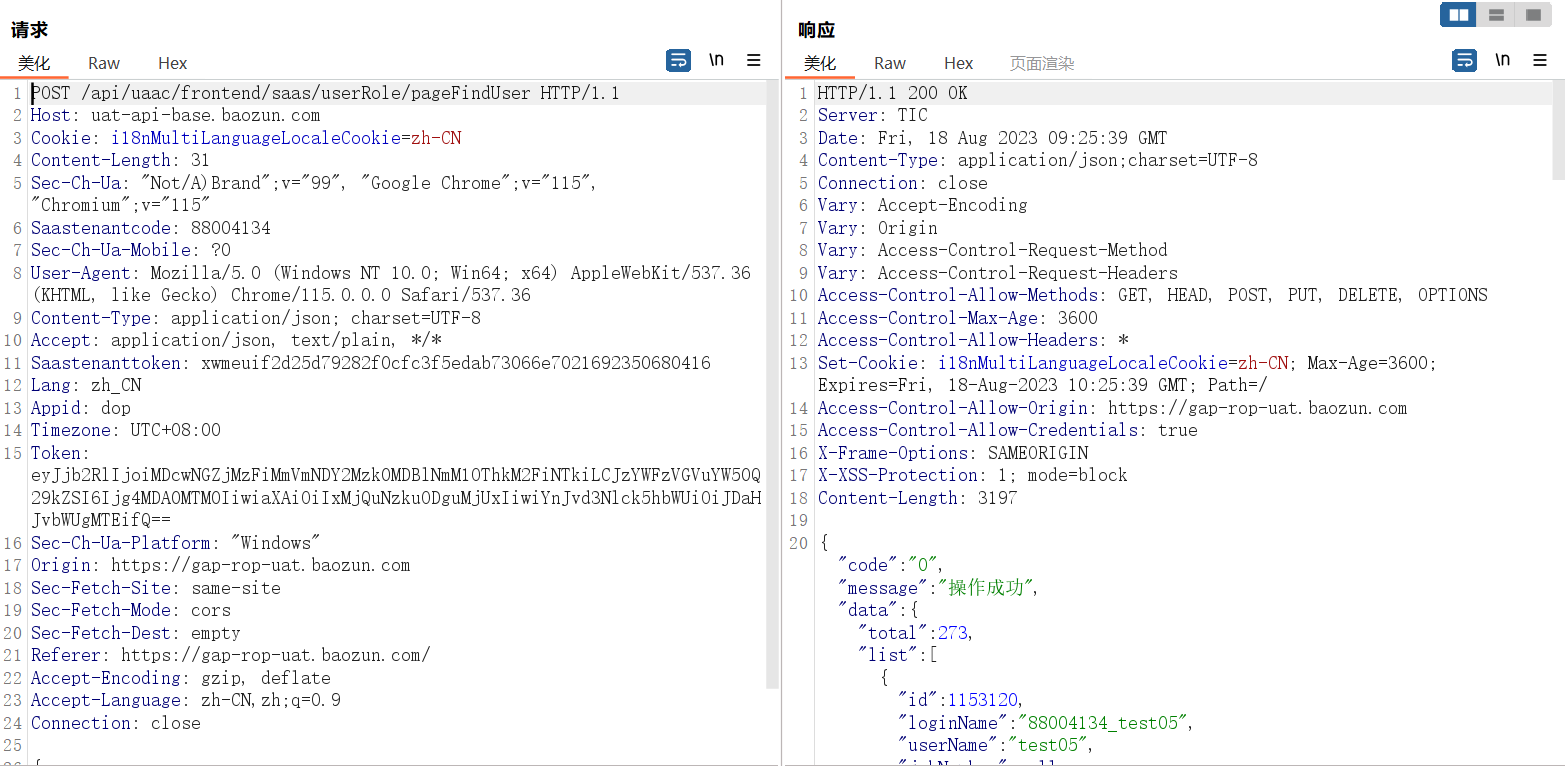 请求
美化 Raw Hex
\n
1 POST /api/uaac/frontend/saas/userRole/pageFindUser HTTP/1.1
2 Host: uat-api-base.baozun.com
3 Cookie: i18nMultiLanguageLocaleCookie=zh-CN
4 Content-Length: 31
5 Sec-Ch-Ua: "Not/A)Brand";v="99", "Google Chrome";v="115",
"Chromium";v="115"
6 Saastenantcode: 88004134
7 Sec-Ch-Ua-Mobile: ?0
8 User-Agent: Mozilla/5.0 (Windows NT 10.0; Win64; x64) AppleWebKit/537.36
(KHTML, like Gecko) Chrome/115.0.0.0 Safari/537.36
9 Content-Type: application/json; charset=UTF-8
10 Accept: application/json, text/plain, */*
11 Saastenanttoken: xwmeuif2d25d79282f0cfc3f5edab73066e7021692350680416
12 Lang: zh_CN
13 Appid: dop
14 Timezone: UTC+08:00
15 Token:
eyJjb2RlIjoiMDcwNGZjMzFiMmVmNDY2MzkOMDBlNmM1OThkM2FiNTkiLCJzYWFzVGVuYW50Q
29kZSI6Ijg4MDA0MTM0IiwiaXAiOiIxMjQuNzkuODguMjUxIiwiYnJvd3Nlck5hbWUiOiJDaH
JvbWUgMTEifQ==
16 Sec-Ch-Ua-Platform: "Windows"
17 Origin: https://gap-rop-uat.baozun.com
18 Sec-Fetch-Site: same-site
19 Sec-Fetch-Mode: cors
20 Sec-Fetch-Dest: empty
21 Referer: https://gap-rop-uat.baozun.com/
22 Accept-Encoding: gzip, deflate
23 Accept-Language: zh-CN,zh;q=0.9
24 Connection: close
25
响应
美化 Raw Hex 页面渲染
\n
1 HTTP/1.1 200 OK
2 Server: TIC
3 Date: Fri, 18 Aug 2023 09:25:39 GMT
4 Content-Type: application/json;charset=UTF-8
5 Connection: close
6 Vary: Accept-Encoding
7 Vary: Origin
8 Vary: Access-Control-Request-Method
9 Vary: Access-Control-Request-Headers
10 Access-Control-Allow-Methods: GET, HEAD, POST, PUT, DELETE, OPTIONS
11 Access-Control-Max-Age: 3600
12 Access-Control-Allow-Headers: *
13 Set-Cookie: i18nMultiLanguageLocaleCookie=zh-CN; Max-Age=3600;
Expires=Fri, 18-Aug-2023 10:25:39 GMT; Path=/
14 Access-Control-Allow-Origin: https://gap-rop-uat.baozun.com
15 Access-Control-Allow-Credentials: true
16 X-Frame-Options: SAMEORIGIN
17 X-XSS-Protection: 1; mode=block
18 Content-Length: 3197
19
20 {
"code":"0",
"message":"操作成功",
"data":{
"total":273,
"list":[
{
"id":1153120,
"loginName":"88004134_test05",
"userName":"test05",